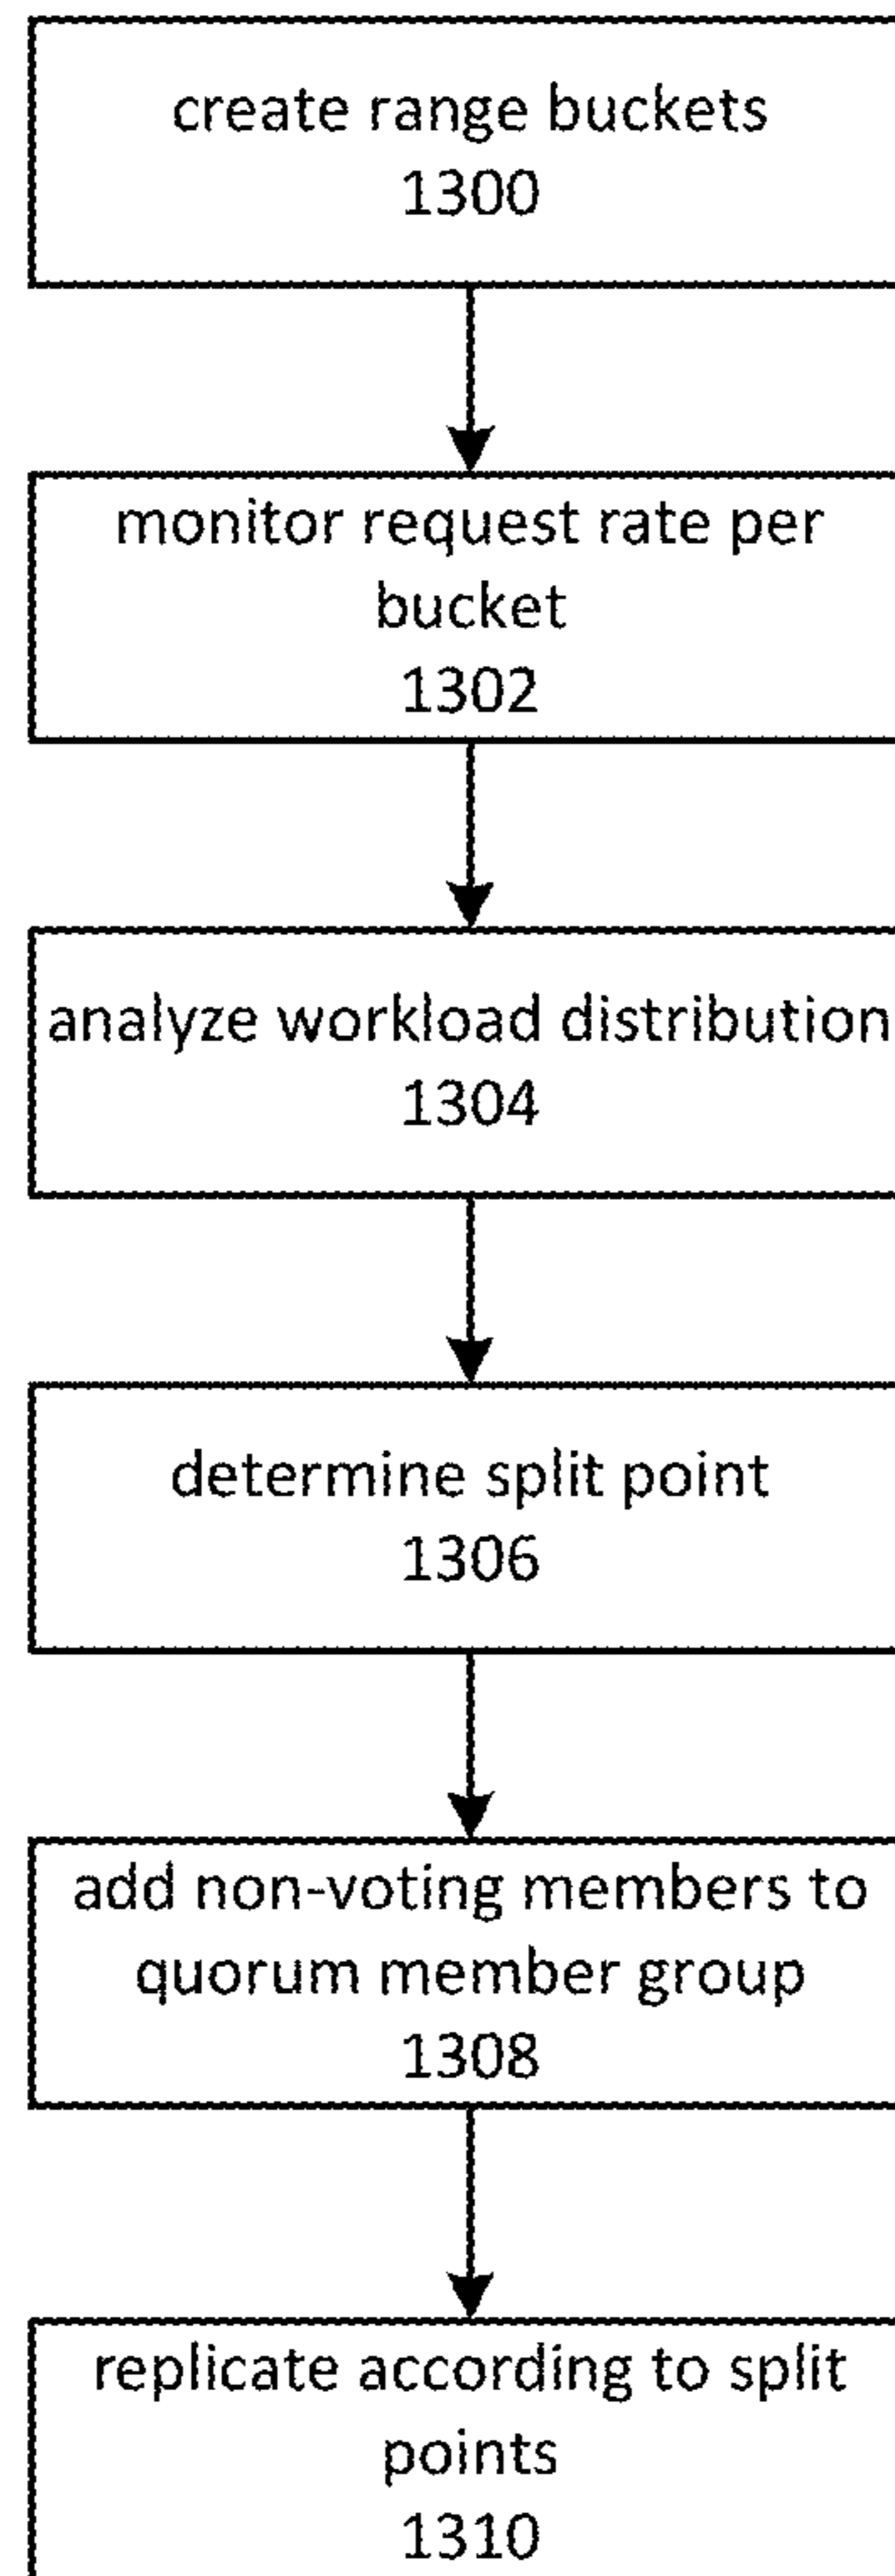 create range buckets
1300
monitor request rate per
bucket
1302
analyze workload distribution
1304
determine split point
1306
add non-voting members to
quorum member group
1308
replicate according to split
points
1310